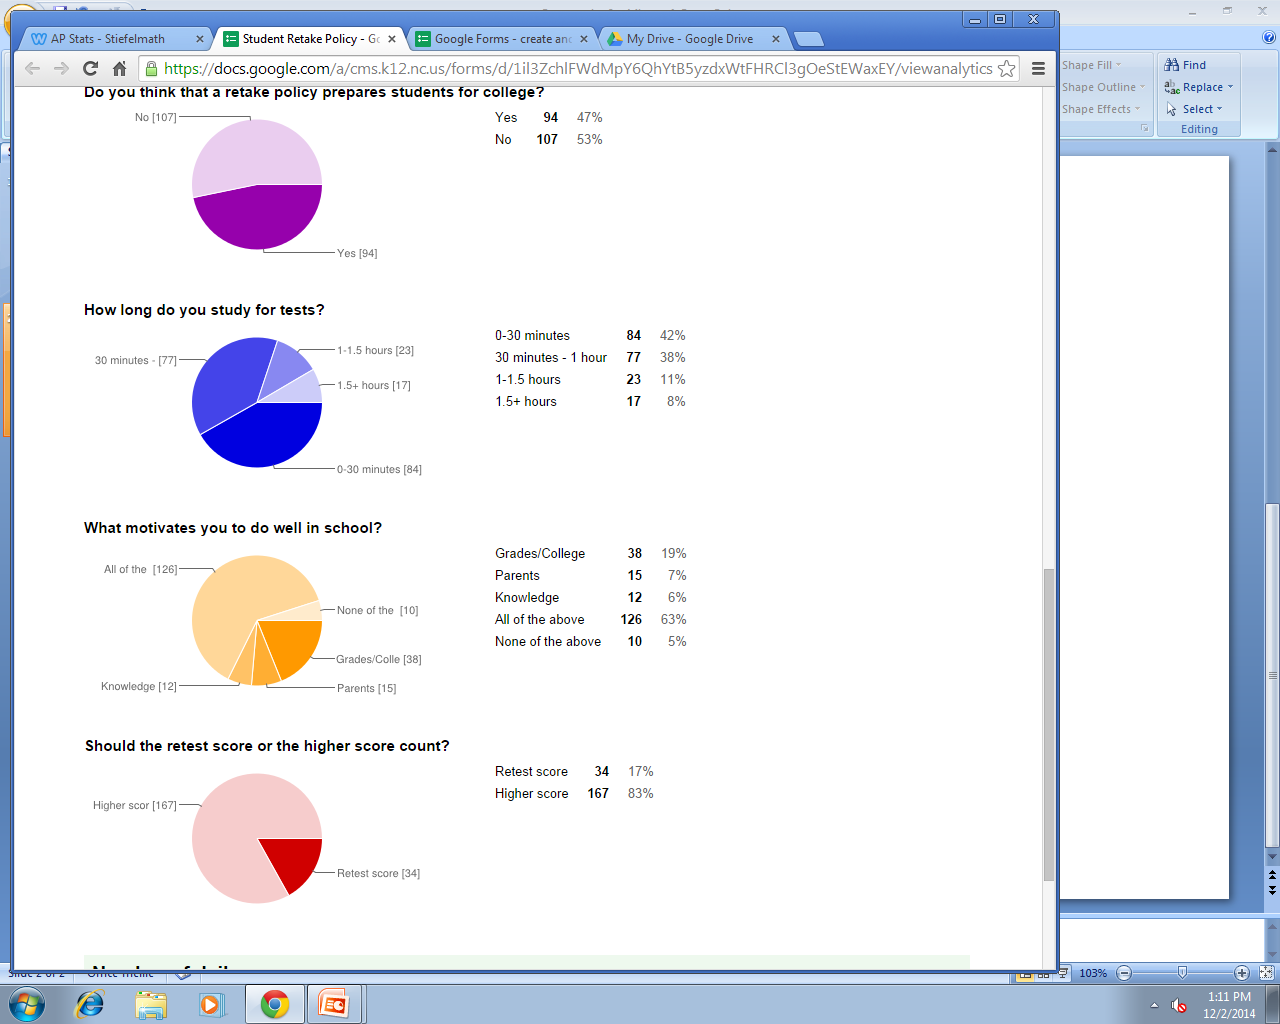 AP Stats - Stiefelmath
Student Retake Policy - Go
Google Forms - create and
My Drive - Google Drive
https://docs.google.com/a/cms.k12.nc.us/forms/d/1il3ZchlFWdMpY6QhYtB5yzdxWtFHRCl3gOeStEWaxEY/viewanalytics
Shape Fill
Shape Outline
Shape Effects
Find
Replace
Select
Editing
Do you think that a retake policy prepares students for college?
No [107]
Yes [94]
Yes 94 47%
No 107 53%
How long do you study for tests?
30 minutes - [77]
1-1.5 hours [23]
1.5+ hours [17]
0-30 minutes [84]
0-30 minutes 84 42%
30 minutes - 1 hour 77 38%
1-1.5 hours 23 11%
1.5+ hours 17 8%
What motivates you to do well in school?
All of the [126]
None of the [10]
Grades/Colle [38]
Knowledge [12]
Parents [15]
Grades/College 38 19%
Parents 15 7%
Knowledge 12 6%
All of the above 126 63%
None of the above 10 5%
Should the retest score or the higher score count?
Higher scor [167]
Retest score [34]
Retest score 34 17%
Higher score 167 83%
103%
1:11 PM
12/2/2014